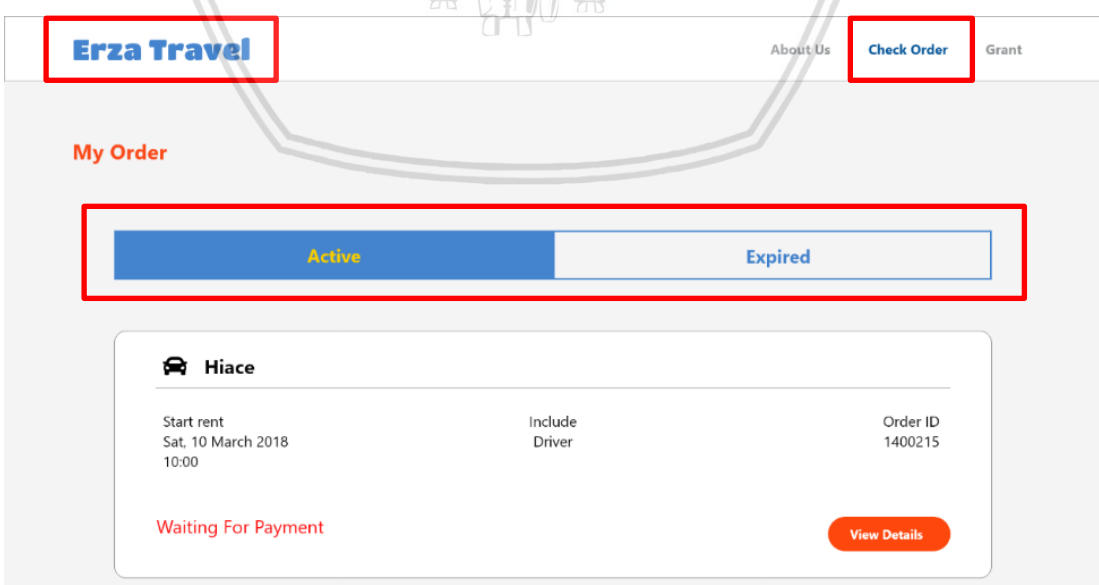 Erza Travel
About Us Check Order Grant
My Order
Active Expired
Hiace
Start rent Include Order ID
Sat, 10 March 2018 Driver 1400215
10:00
Waiting For Payment View Details